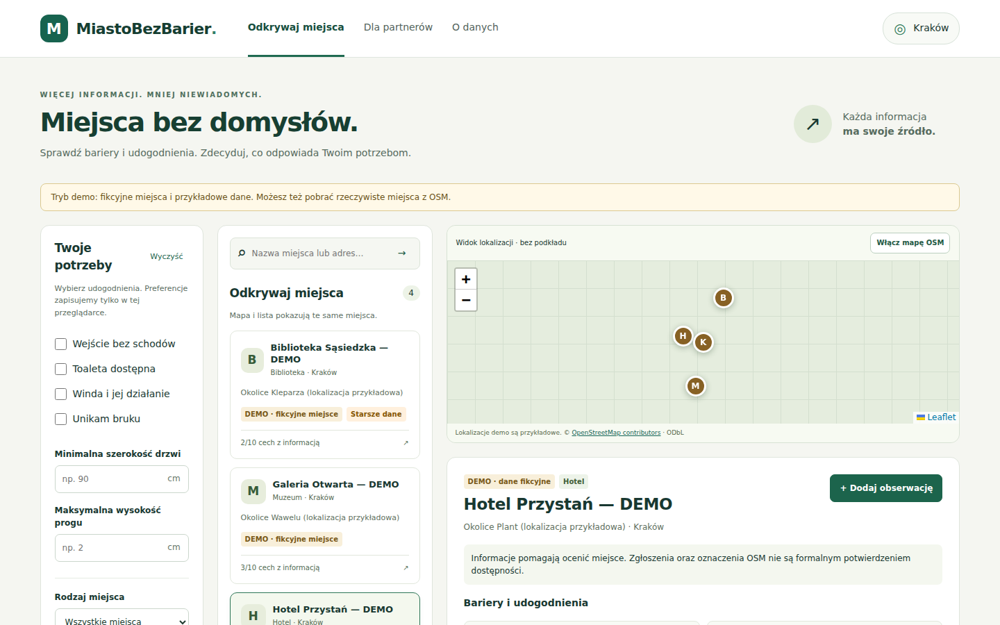 M MiastoBezBarier.
Odkrywaj miejsca
Dla partnerów
O danych
◎ Kraków
WIĘCEJ INFORMACJI. MNIEJ NIEWIADOMYCH.
Miejsca bez domysłów.
Sprawdź bariery i udogodnienia. Zdecyduj, co odpowiada Twoim potrzebom.
↗
Każda informacja
ma swoje źródło.
Tryb demo: fikcyjne miejsca i przykładowe dane. Możesz też pobrać rzeczywiste miejsca z OSM.
Twoje
potrzeby
Wyczyść
Wybierz udogodnienia. Preferencje
zapisujemy tylko w tej
przeglądarce.
Wejście bez schodów
Toaleta dostępna
Winda i jej działanie
Unikam bruku
Minimalna szerokość drzwi
np. 90 cm
Maksymalna wysokość
progu
np. 2 cm
Rodzaj miejsca
Wszystkie miejsca
Nazwa miejsca lub adres... →
Odkrywaj miejsca 4
Mapa i lista pokazują te same miejsca.
B
Biblioteka Sąsiedzka —
DEMO
Biblioteka · Kraków
Okolice Kleparza (lokalizacja przykładowa)
DEMO · fikcyjne miejsce Starsze dane
2/10 cech z informacją ↗
M
Galeria Otwarta — DEMO
Muzeum · Kraków
Okolice Wawelu (lokalizacja przykładowa)
DEMO · fikcyjne miejsce
3/10 cech z informacją ↗
H
Hotel Przystań — DEMO
Hotel · Kraków
Widok lokalizacji · bez podkładu
Włącz mapę OSM
+
−
B
H
K
M
Leaflet
Lokalizacje demo są przykładowe. © OpenStreetMap contributors · ODbL
DEMO · dane fikcyjne Hotel
+ Dodaj obserwację
Hotel Przystań — DEMO
Okolice Plant (lokalizacja przykładowa) · Kraków
Informacje pomagają ocenić miejsce. Zgłoszenia oraz oznaczenia OSM nie są formalnym potwierdzeniem
dostępności.
Bariery i udogodnienia